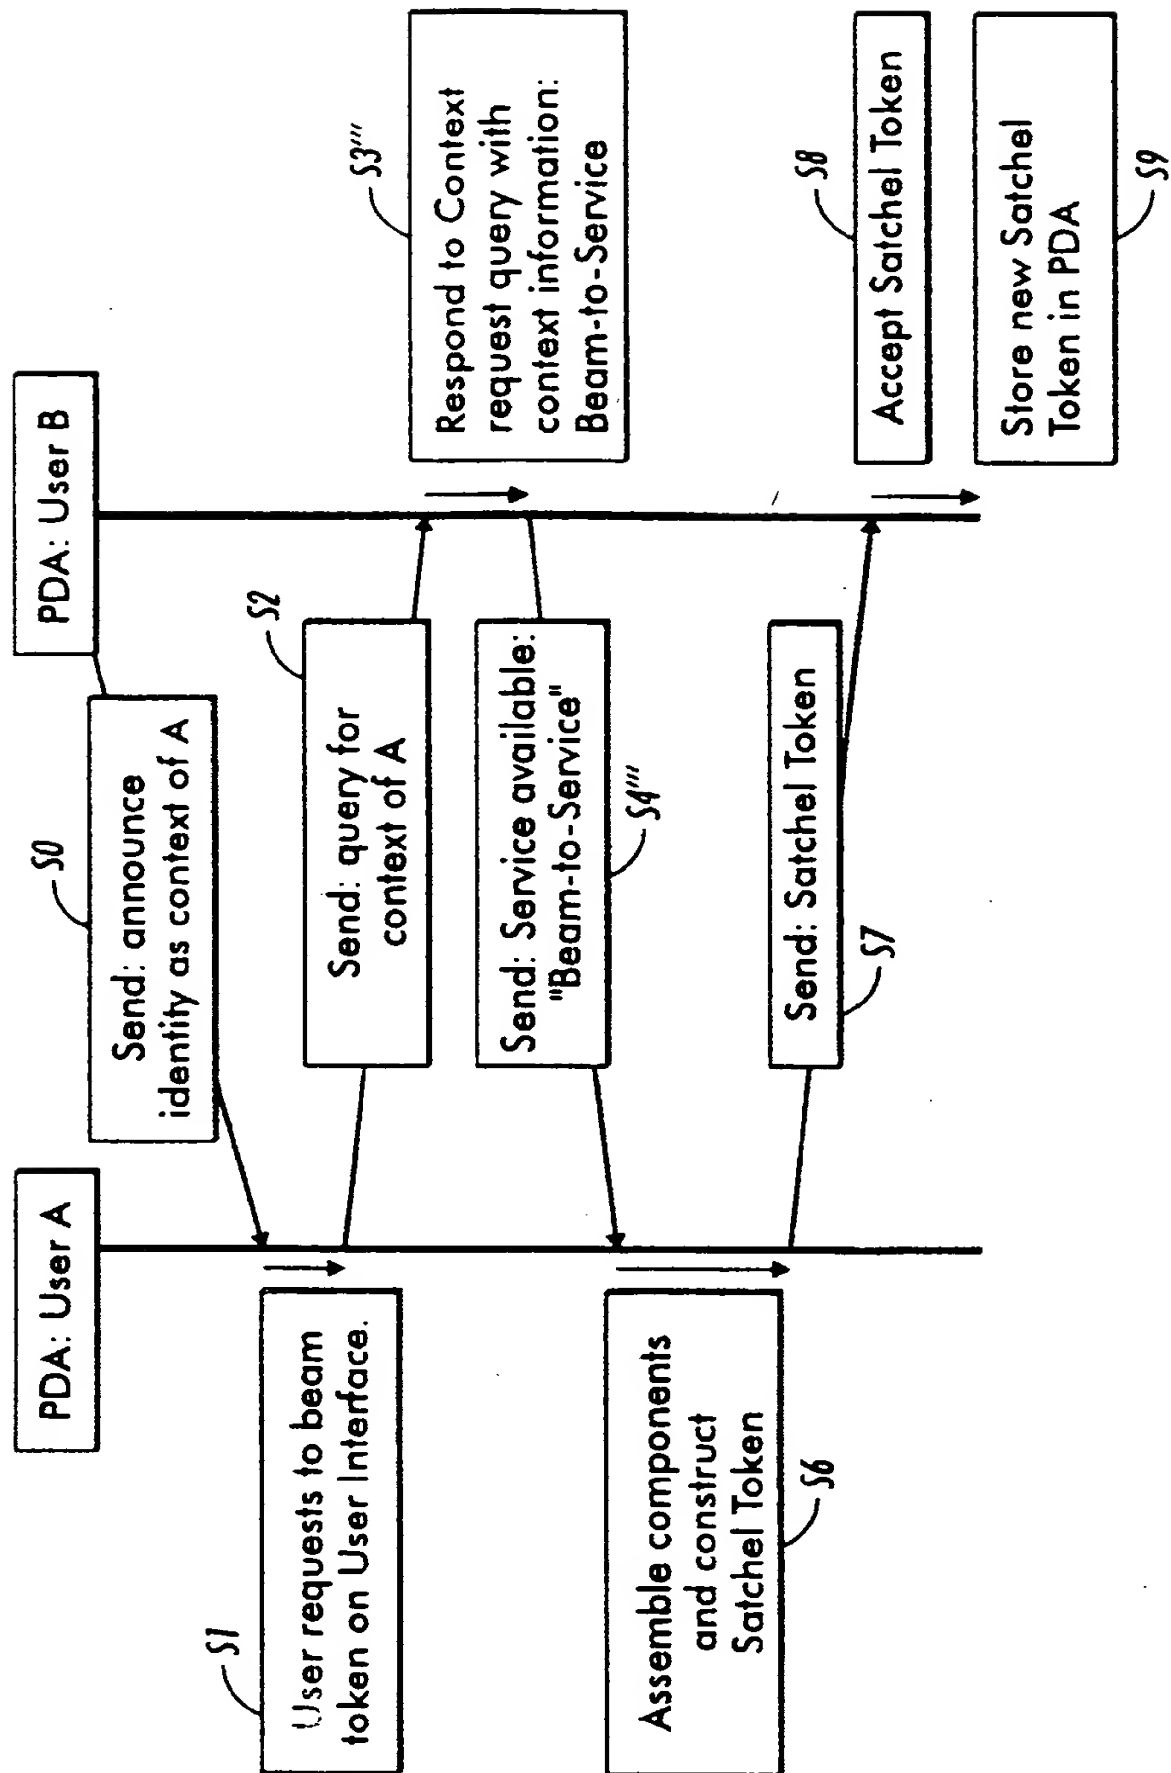 PDA: User A
PDA: User B
S0
Send: announce
identity as context of A
S1
User requests to beam
token on User Interface.
S2
Send: query for
context of A
S3'''
Respond to Context
request query with
context information:
Beam-to-Service
Send: Service available:
"Beam-to-Service"
S4'''
Assemble components
and construct
Satchel Token
S6
Send: Satchel Token
S7
S8
Accept Satchel Token
Store new Satchel
Token in PDA
S9